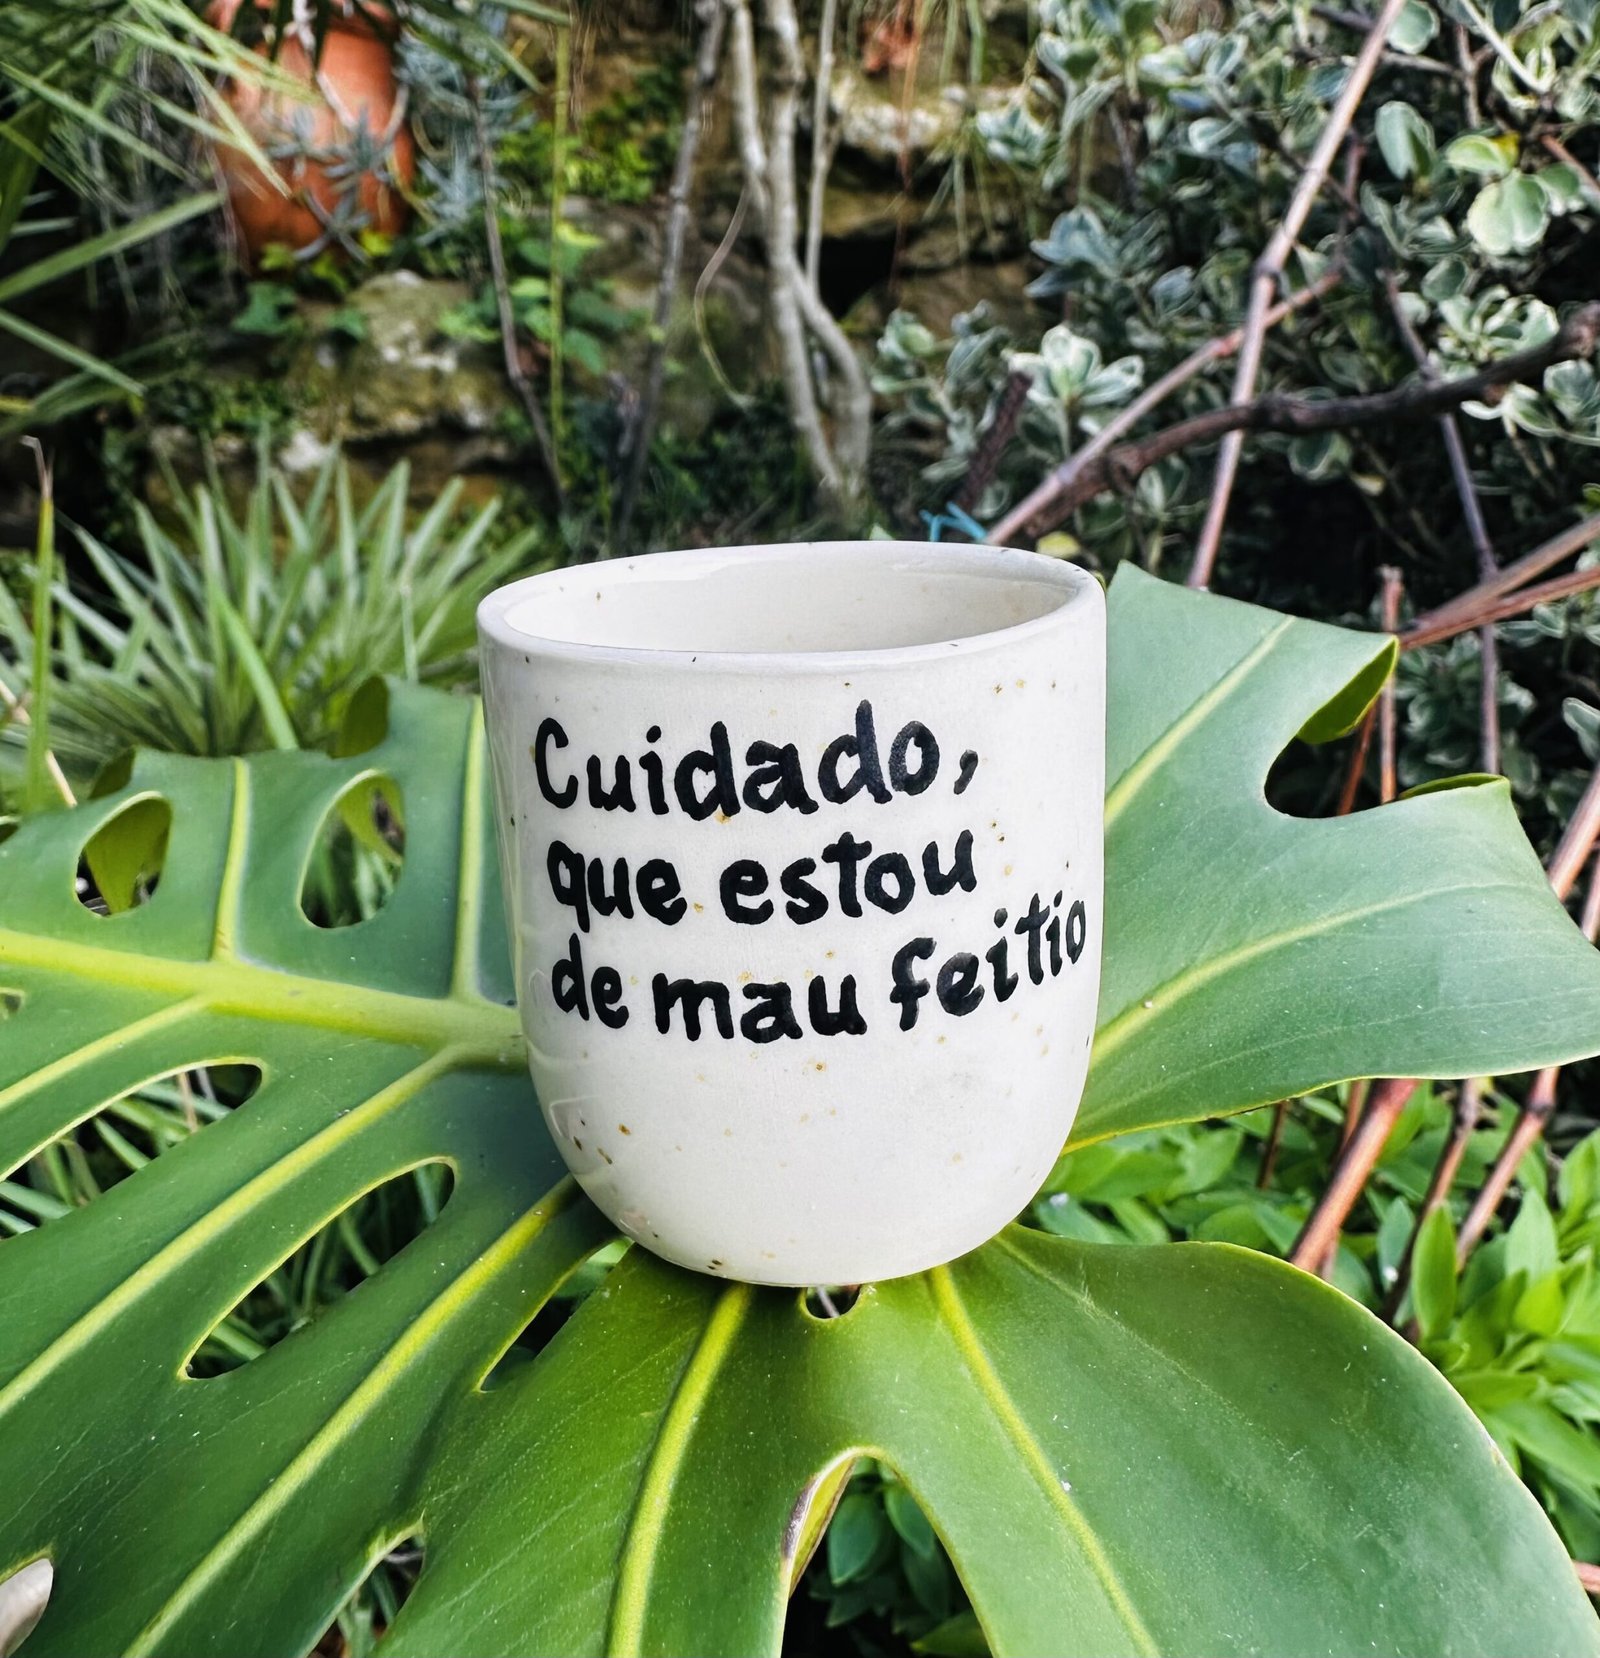 Cuidado,
que estou
de mau feitio